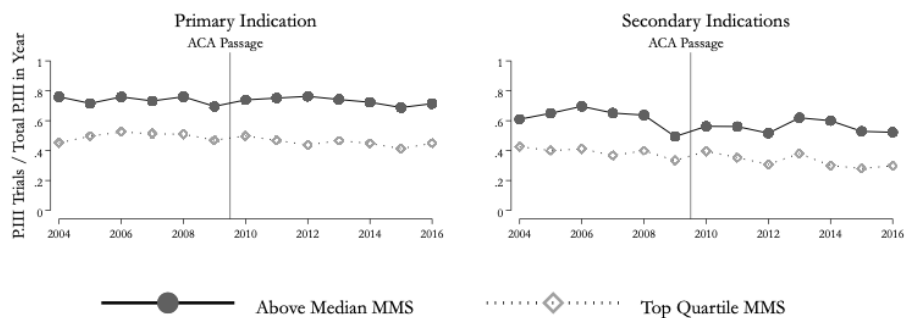 Primary Indication
ACA Passage
P.III Trials / Total P.III in Year
1
.8
.6
.4
.2
0
2004 2006 2008 2010 2012 2014 2016
Secondary Indications
ACA Passage
1
.8
.6
.4
.2
0
2004 2006 2008 2010 2012 2014 2016
Above Median MMS
Top Quartile MMS